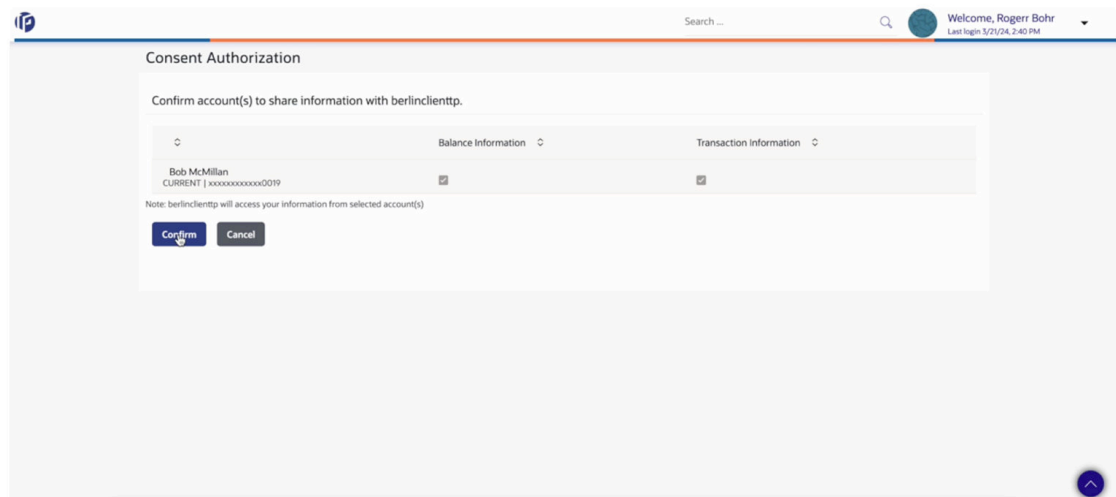 Search ...
Welcome, Rogerr Bohr
Last login 3/21/24, 2:40 PM
Consent Authorization
Confirm account(s) to share information with berlinclienttp.
Balance Information
Transaction Information
Bob McMillan
CURRENT | xxxxxxxxxxxx0019
Note: berlinclienttp will access your information from selected account(s)
Confirm
Cancel